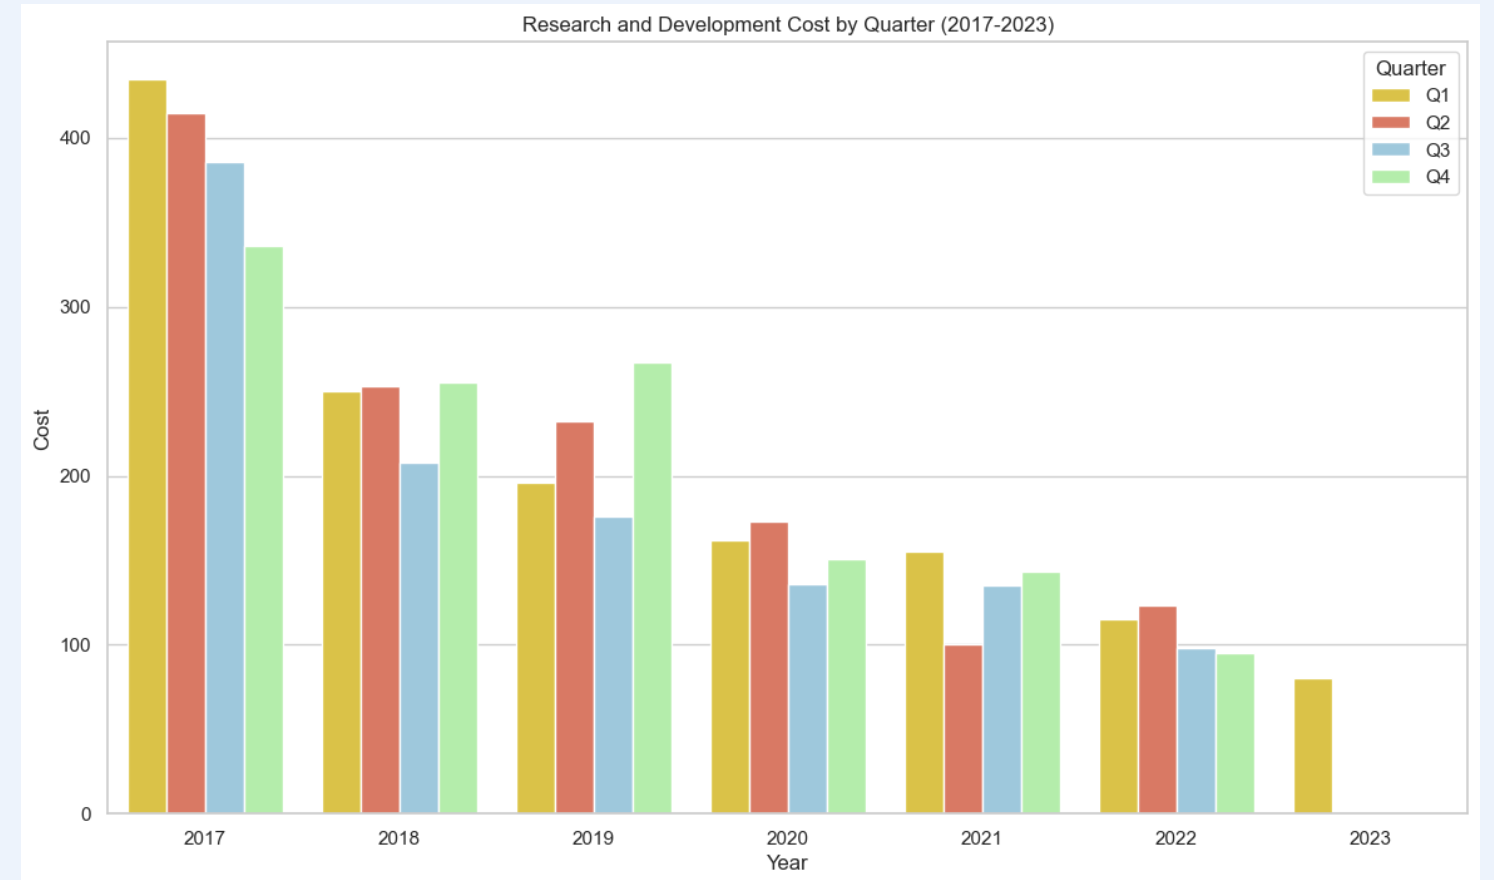 Research and Development Cost by Quarter (2017-2023)
Quarter
Q1
Q2
Q3
Q4
400
300
200
100
0
Cost
2017 2018 2019 2020 2021 2022 2023
Year